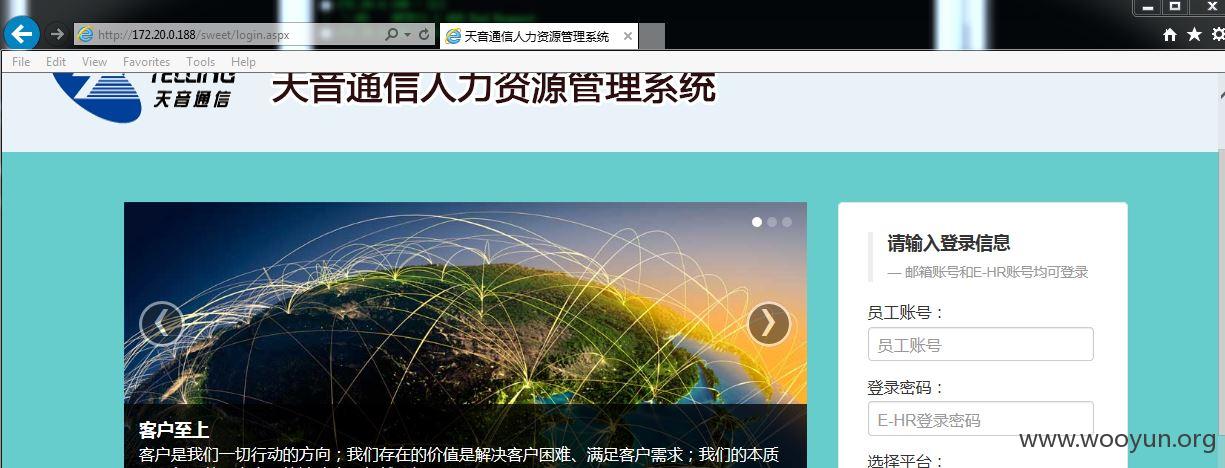 http://172.20.0.188/sweet/login.aspx
天音通信人力资源管理系统
File Edit View Favorites Tools Help
TELLING
天音通信
天音通信人力资源管理系统
请输入登录信息
— 邮箱账号和E-HR账号均可登录
员工账号：
员工账号
登录密码：
E-HR登录密码
选择平台：
客户至上
客户是我们一切行动的方向；我们存在的价值是解决客户困难、满足客户需求；我们的本质
www.wooyun.org